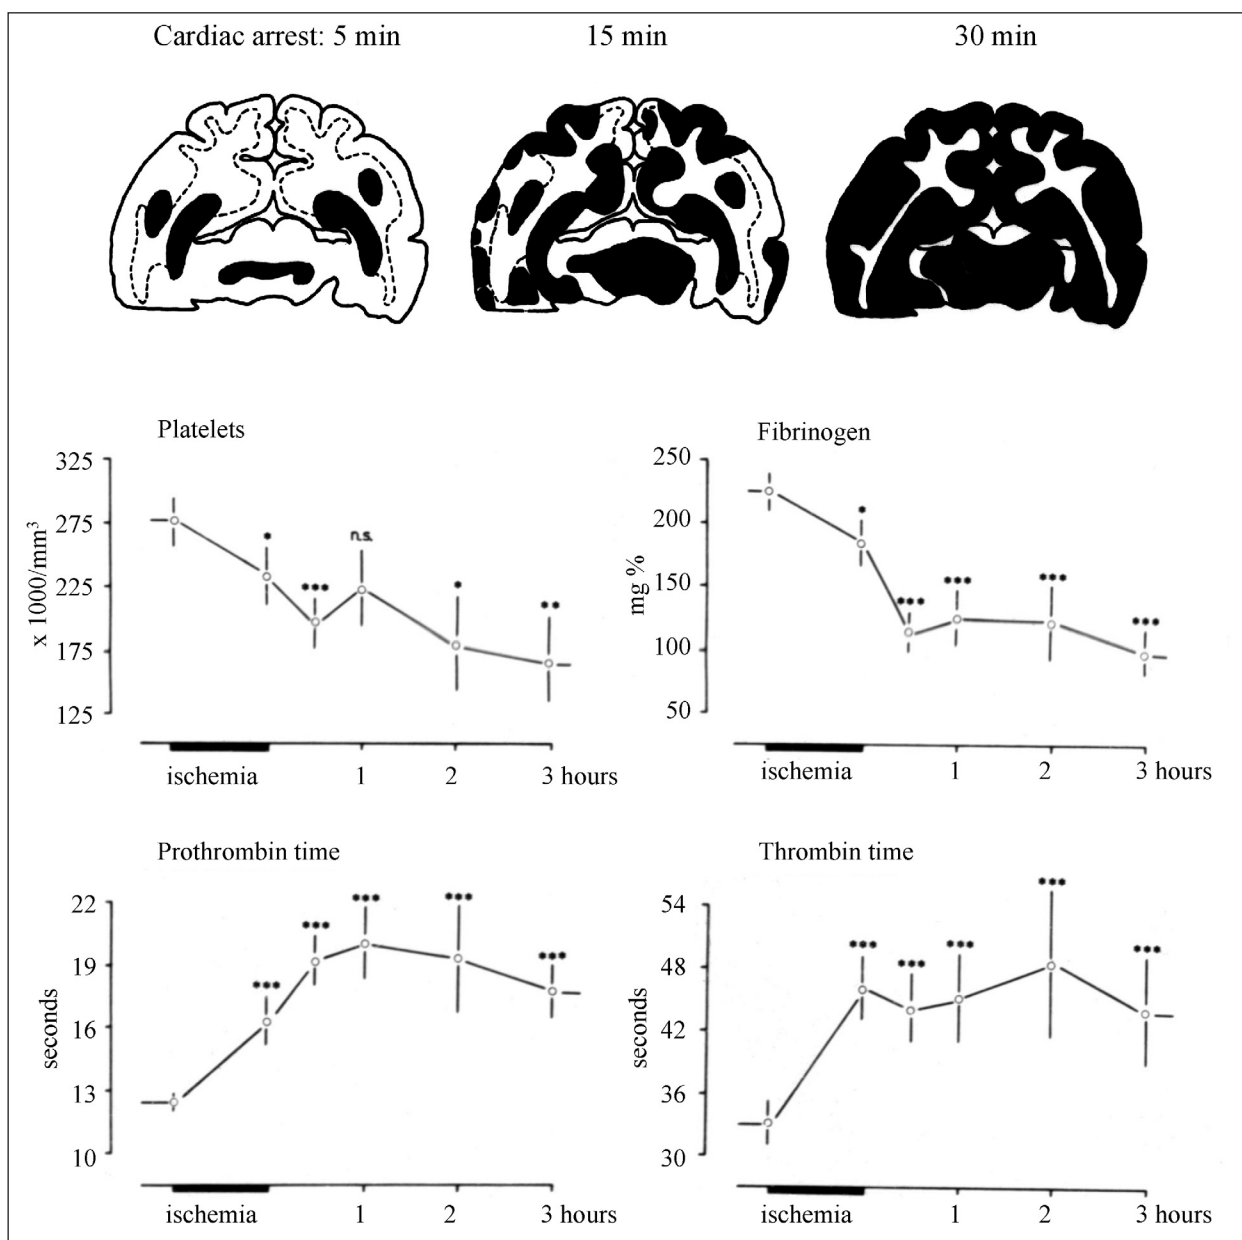 Cardiac arrest: 5 min 15 min 30 min
Platelets
325
275
225
175
125
x 1000/mm³
*
***
n.s.
*
**
ischemia 1 2 3 hours
Fibrinogen
250
200
150
100
50
mg %
*
***
***
***
***
ischemia 1 2 3 hours
Prothrombin time
22
19
16
13
10
seconds
***
***
***
***
***
ischemia 1 2 3 hours
Thrombin time
54
48
42
36
30
seconds
***
***
***
***
***
ischemia 1 2 3 hours